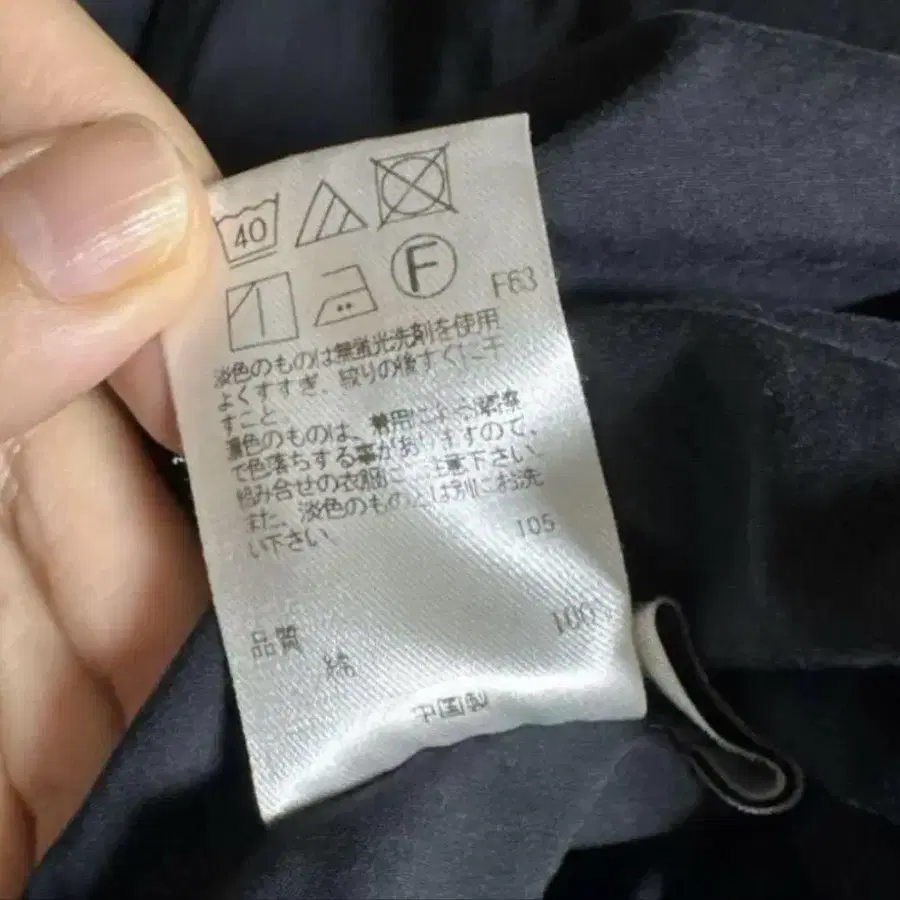 40
F
F63
淡色のものは無蛍光洗剤を使用
よくすすぎ、絞りの後すぐに干
すこと、
濃色のものは、着用による摩擦
で色落ちする事がありますので、
組み合せの衣服にご注意下さい、
また、淡色のものとは別にお洗
い下さい
105
品質
綿 100
中国製